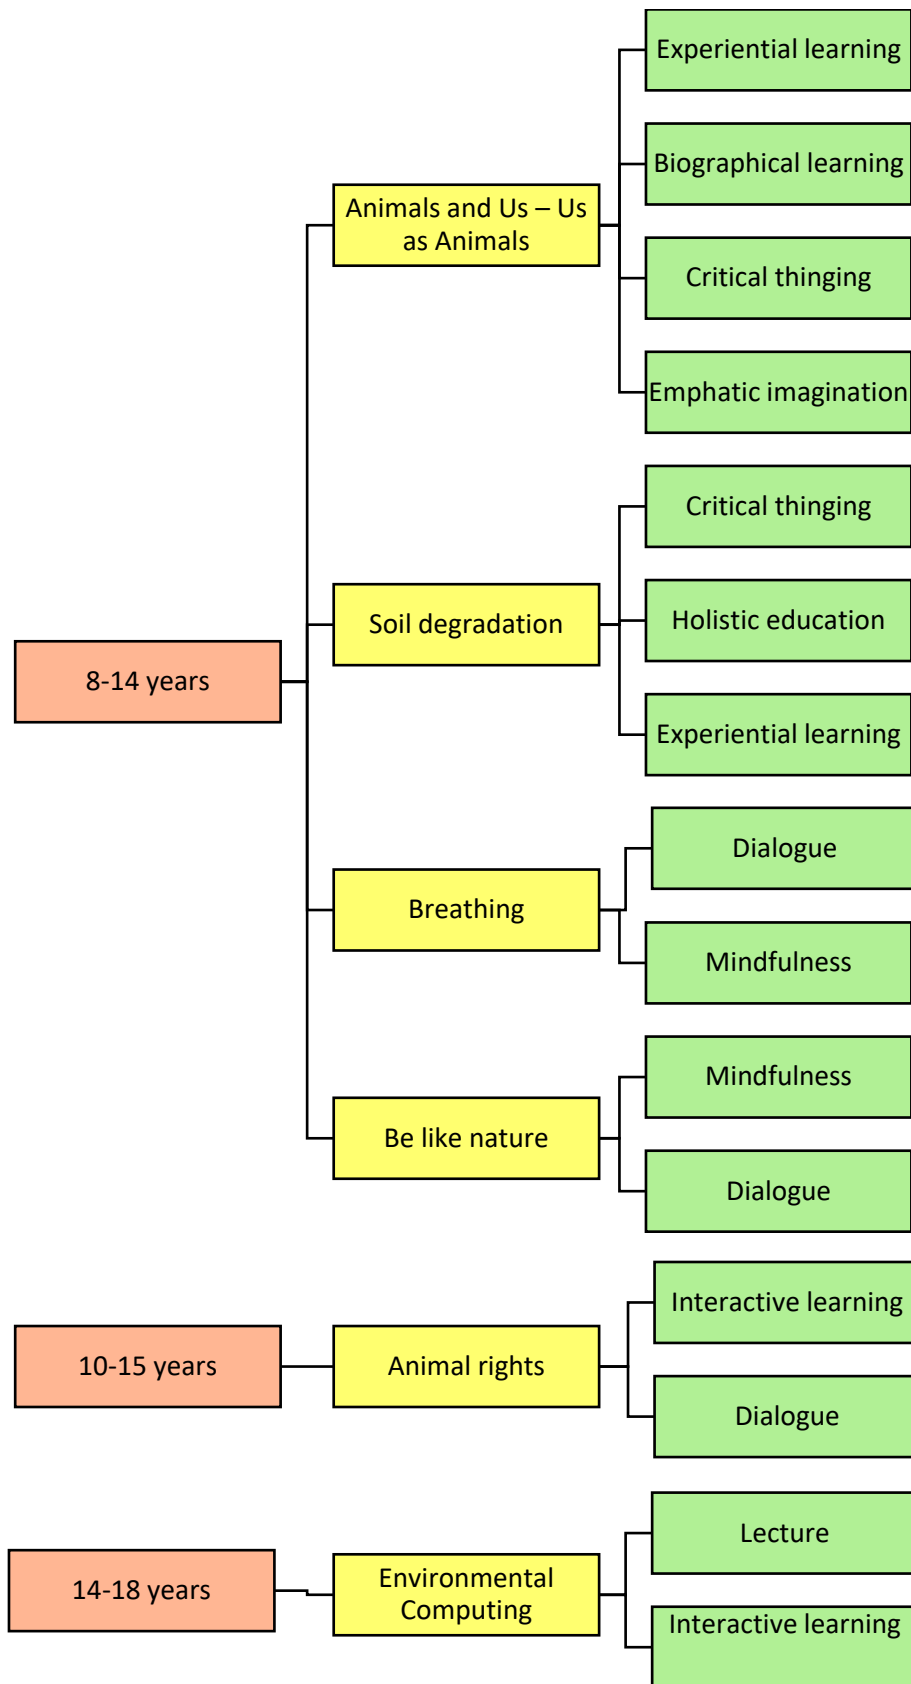 8-14 years
Animals and Us – Us
as Animals
Experiential learning
Biographical learning
Critical thinging
Emphatic imagination
Soil degradation
Critical thinging
Holistic education
Experiential learning
Breathing
Dialogue
Mindfulness
Be like nature
Mindfulness
Dialogue
10-15 years
Animal rights
Interactive learning
Dialogue
14-18 years
Environmental
Computing
Lecture
Interactive learning